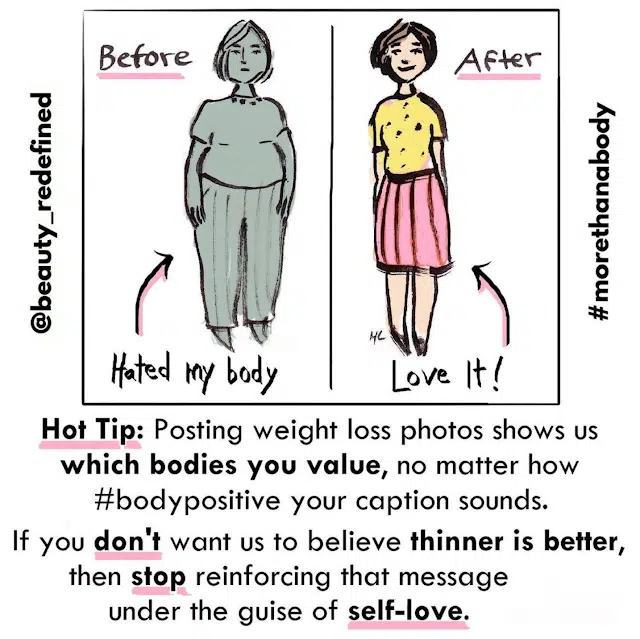 Before
After
@beauty_redefined
#morethanabody
Hated my body
Love It!
HC
Hot Tip: Posting weight loss photos shows us
which bodies you value, no matter how
#bodypositive your caption sounds.
If you don't want us to believe thinner is better,
then stop reinforcing that message
under the guise of self-love.